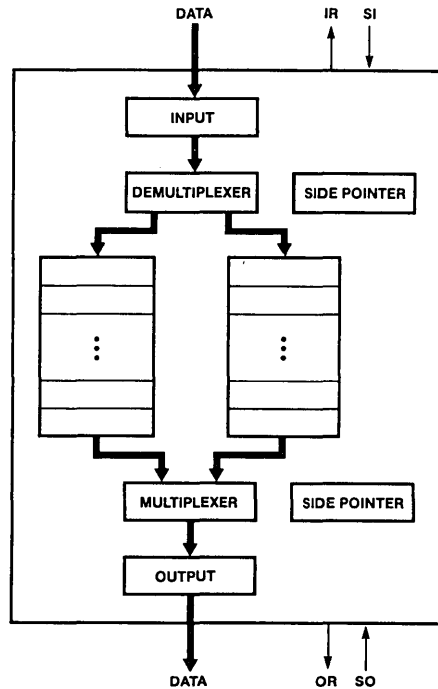 DATA IR SI
INPUT
DEMULTIPLEXER SIDE POINTER
MULTIPLEXER SIDE POINTER
OUTPUT
DATA OR SO